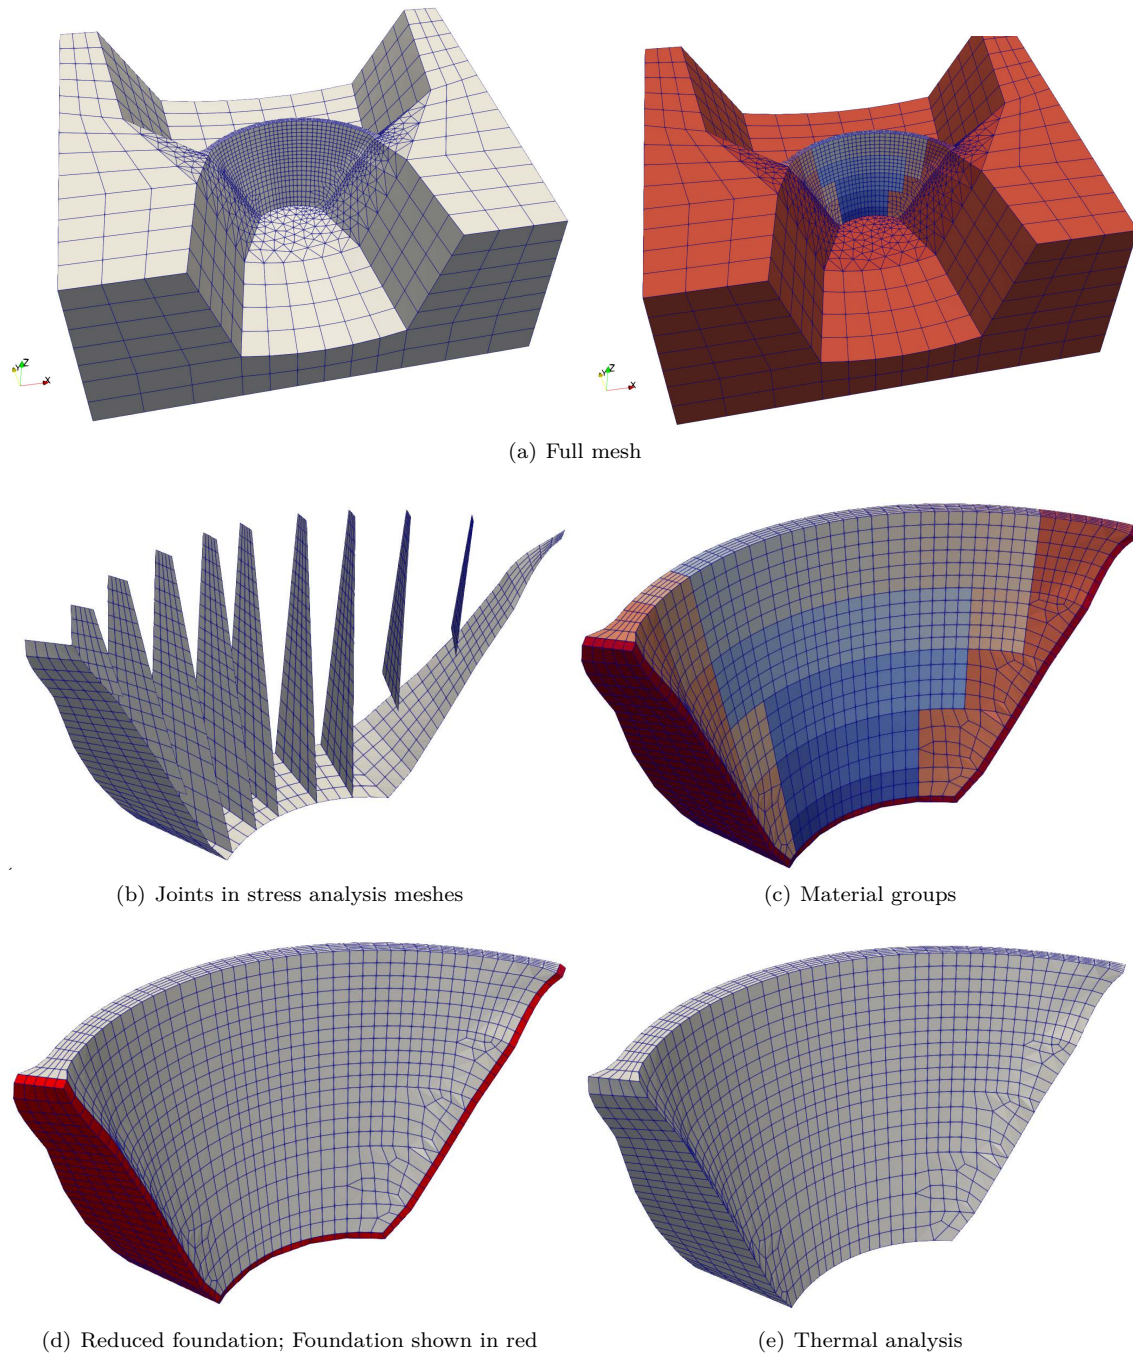 Z
Y
X
Z
Y
X
(a) Full mesh
(b) Joints in stress analysis meshes
(c) Material groups
(d) Reduced foundation; Foundation shown in red
(e) Thermal analysis